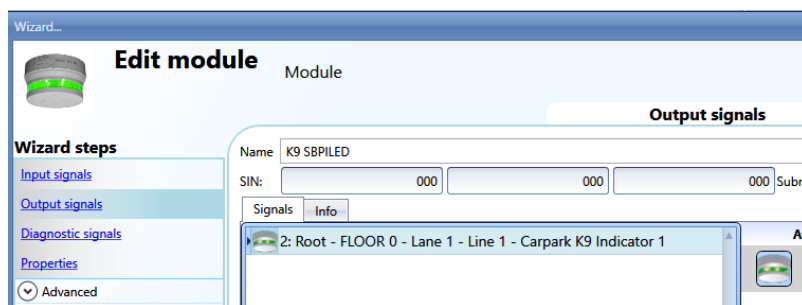 Wizard...
Edit module
Module
Output signals
Wizard steps
Name K9 SBPILED
Input signals
SIN: 000 000 000
Output signals
Signals Info
Diagnostic signals
2: Root - FLOOR 0 - Lane 1 - Line 1 - Carpark K9 Indicator 1
Properties
Advanced